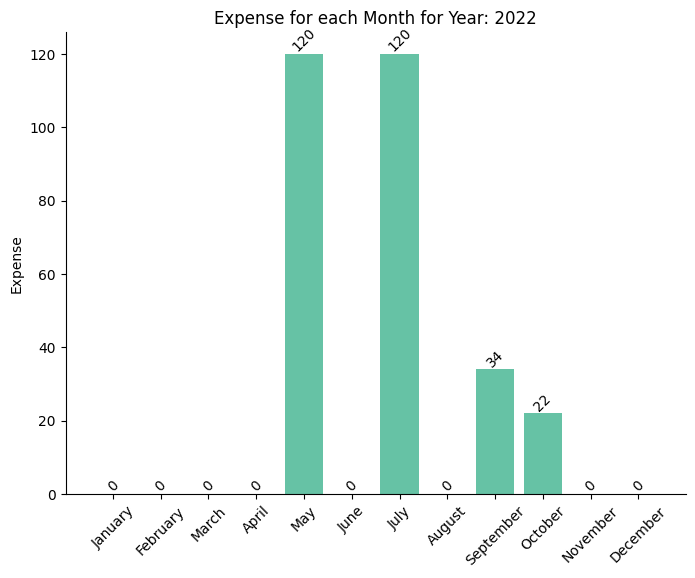 Expense for each Month for Year: 2022
Expense
120
100
80
60
40
20
0
0
0
0
0
120
0
120
0
34
22
0
0
January
February
March
April
May
June
July
August
September
October
November
December